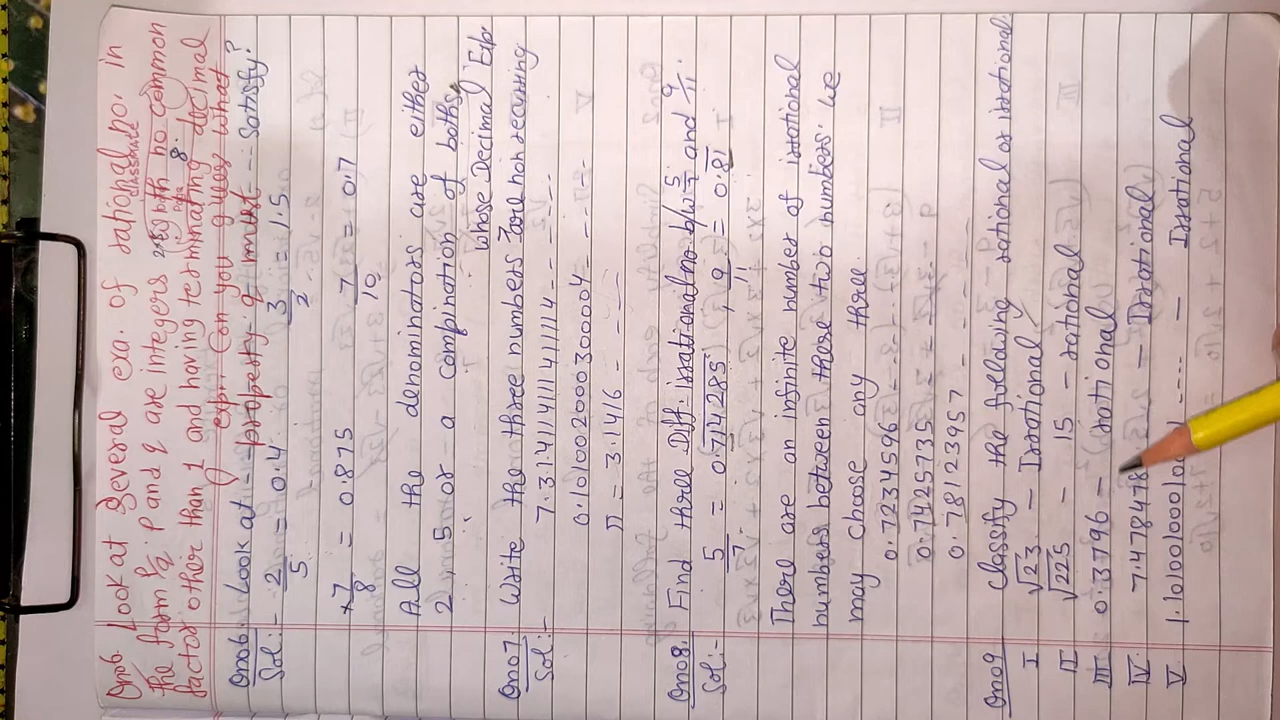 Qno6. Look at Several exa. of rational no. in
the form p/q. p and q are integers with no common
classmate
factor other than 1 and having terminating decimal
expr. Can you guess what
property q must --- Satisfy?
Qno6. Look at -
Sol:- 2/5 = 0.4 3/2 = 1.5
7/8 = 0.875 7/10 = 0.7
All the denominators are either
2, 5 or a combination of both.
whose Decimal Exp.
Qno7. Write the three numbers are non recurring
Sol:- 7.314114111411114 - - - - -
0.101002000300004 - - - -
π = 3.1416 - - -
Qno8. Find three Diff. irrational no. b/w 5/7 and 9/11.
Sol:- 5/7 = 0.714285, 9/11 = 0.81
There are an infinite number of irrational
numbers between these two numbers. We
may choose any three.
0.7234596 - - -
0.7425735 - - -
0.78123957 - - -
Qno9 classify the following rational or irrational.
I √23 - Irrational
II √225 - 15 - rational
III 0.3796 - rational
IV 7.478478 - Irrational
V 1.101001000100 - - - - Irrational